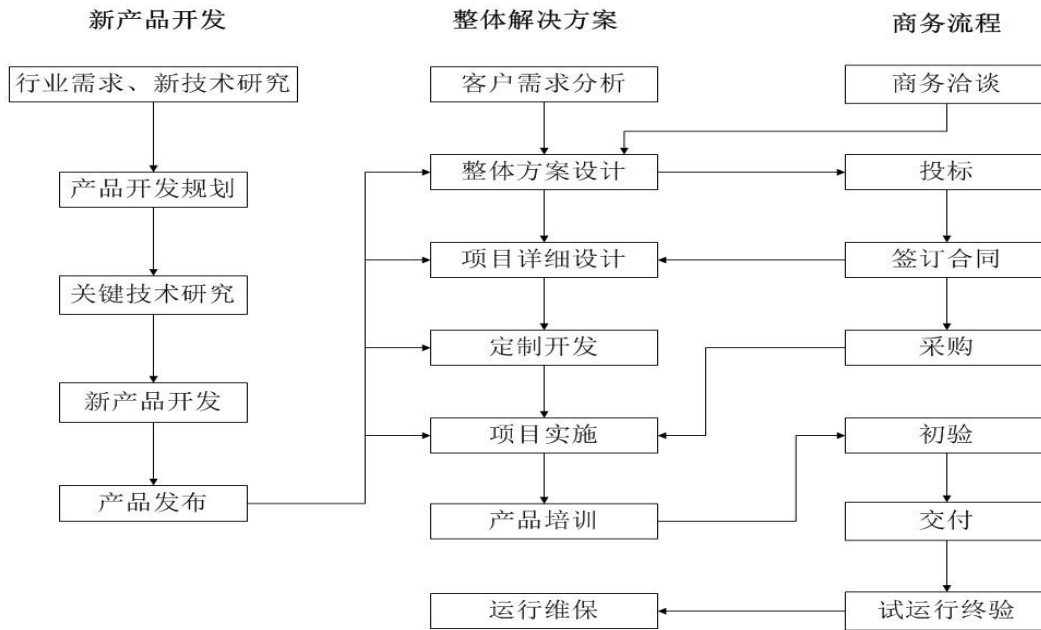 新产品开发
整体解决方案
商务流程
行业需求、新技术研究
产品开发规划
关键技术研究
新产品开发
产品发布
客户需求分析
整体方案设计
项目详细设计
定制开发
项目实施
产品培训
运行维保
商务洽谈
投标
签订合同
采购
初验
交付
试运行终验